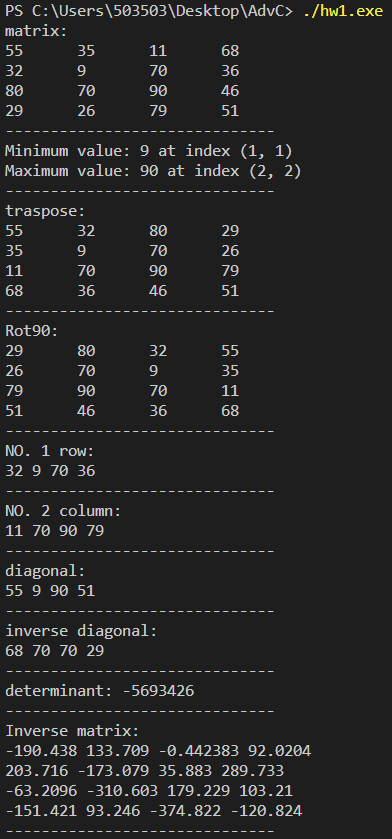 PS C:\Users\503503\Desktop\AdvC> ./hw1.exe
matrix:
55 35 11 68
32 9 70 36
80 70 90 46
29 26 79 51
------------------------------
Minimum value: 9 at index (1, 1)
Maximum value: 90 at index (2, 2)
------------------------------
traspose:
55 32 80 29
35 9 70 26
11 70 90 79
68 36 46 51
------------------------------
Rot90:
29 80 32 55
26 70 9 35
79 90 70 11
51 46 36 68
------------------------------
NO. 1 row:
32 9 70 36
------------------------------
NO. 2 column:
11 70 90 79
------------------------------
diagonal:
55 9 90 51
------------------------------
inverse diagonal:
68 70 70 29
------------------------------
determinant: -5693426
------------------------------
Inverse matrix:
-190.438 133.709 -0.442383 92.0204
203.716 -173.079 35.883 289.733
-63.2096 -310.603 179.229 103.21
-151.421 93.246 -374.822 -120.824
------------------------------